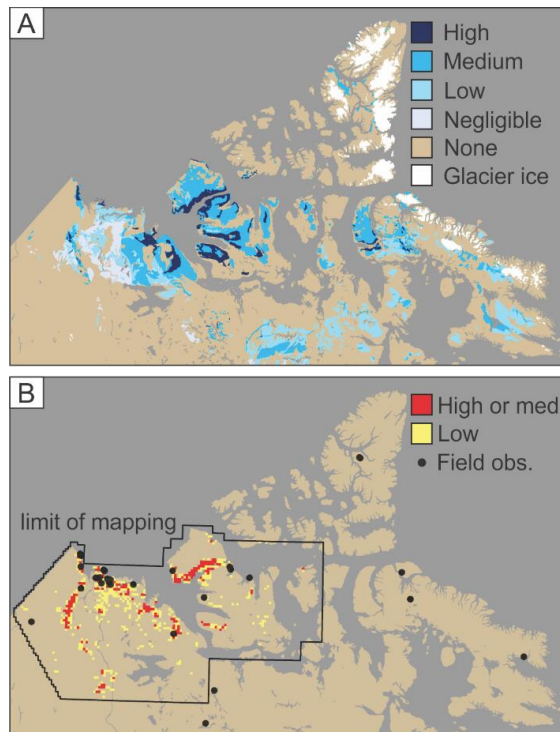 A
High
Medium
Low
Negligible
None
Glacier ice
B
High or med
Low
Field obs.
limit of mapping